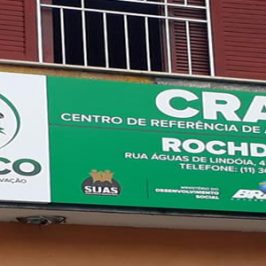 CRA
CENTRO DE REFERÊNCIA DE
ROCHD
RUA ÁGUAS DE LINDÓIA, 4
TELEFONE: (11) 3
CO
VAÇÃO
SUAS
MINISTÉRIO DO
DESENVOLVIMENTO
SOCIAL
BRA